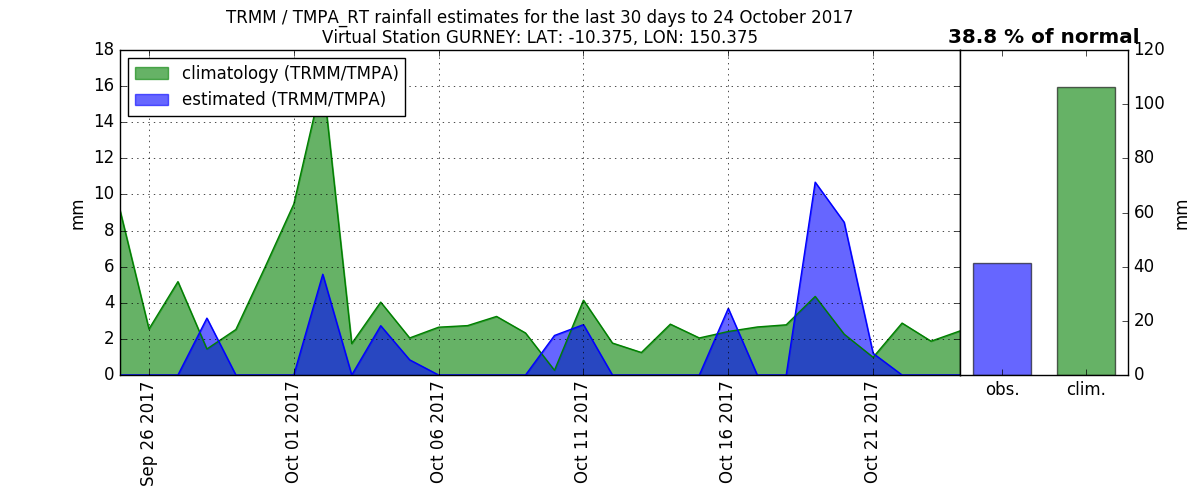 TRMM / TMPA_RT rainfall estimates for the last 30 days to 24 October 2017
Virtual Station GURNEY: LAT: -10.375, LON: 150.375
38.8 % of normal
climatology (TRMM/TMPA)
estimated (TRMM/TMPA)
18
16
14
12
10
8
6
4
2
0
mm
Sep 26 2017
Oct 01 2017
Oct 06 2017
Oct 11 2017
Oct 16 2017
Oct 21 2017
obs.
clim.
120
100
80
60
40
20
0
mm